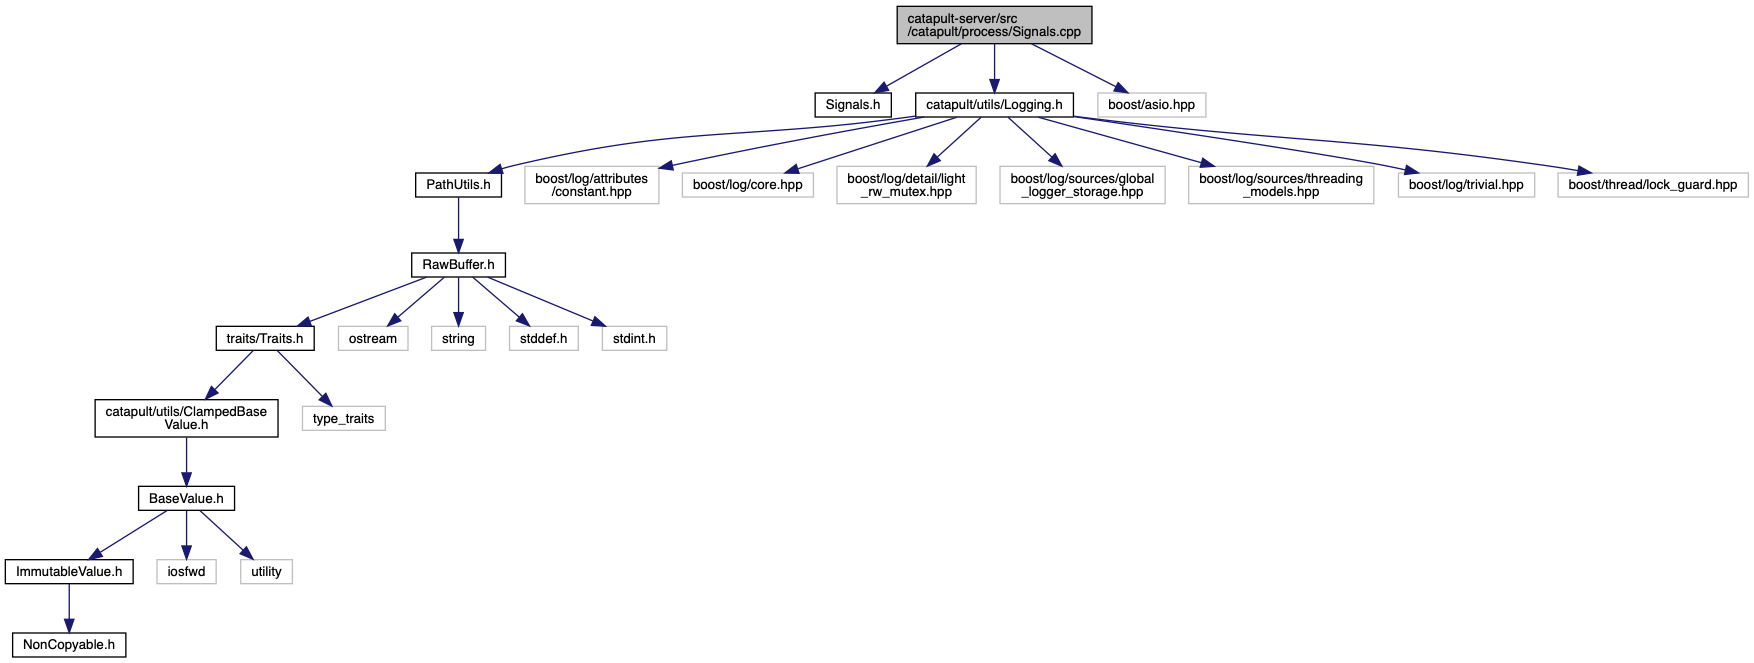 catapult-server/src
/catapult/process/Signals.cpp
Signals.h
catapult/utils/Logging.h
boost/asio.hpp
PathUtils.h
boost/log/attributes
/constant.hpp
boost/log/core.hpp
boost/log/detail/light
_rw_mutex.hpp
boost/log/sources/global
_logger_storage.hpp
boost/log/sources/threading
_models.hpp
boost/log/trivial.hpp
boost/thread/lock_guard.hpp
RawBuffer.h
traits/Traits.h
ostream
string
stddef.h
stdint.h
catapult/utils/ClampedBase
Value.h
type_traits
BaseValue.h
ImmutableValue.h
iosfwd
utility
NonCopyable.h